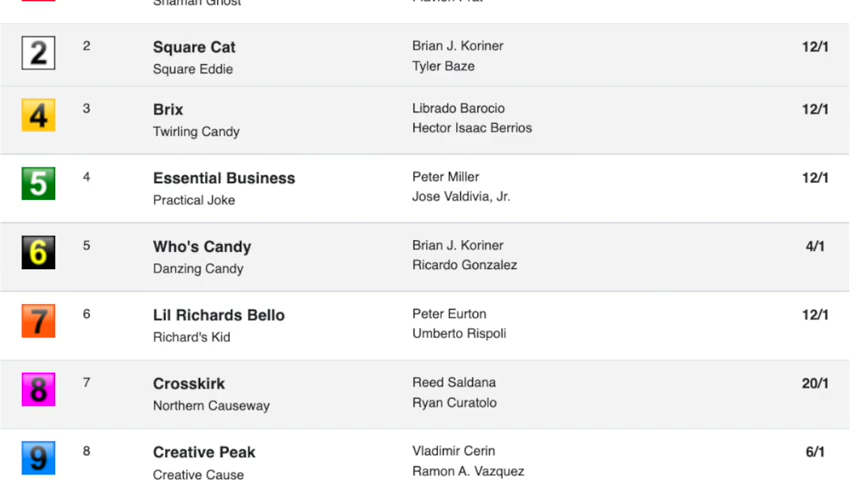 Shaman Ghost
2 2 Square Cat Brian J. Koriner 12/1
Square Eddie Tyler Baze
4 3 Brix Librado Barocio 12/1
Twirling Candy Hector Isaac Berrios
5 4 Essential Business Peter Miller 12/1
Practical Joke Jose Valdivia, Jr.
6 5 Who's Candy Brian J. Koriner 4/1
Danzing Candy Ricardo Gonzalez
7 6 Lil Richards Bello Peter Eurton 12/1
Richard's Kid Umberto Rispoli
8 7 Crosskirk Reed Saldana 20/1
Northern Causeway Ryan Curatolo
9 8 Creative Peak Vladimir Cerin 6/1
Creative Cause Ramon A. Vazquez